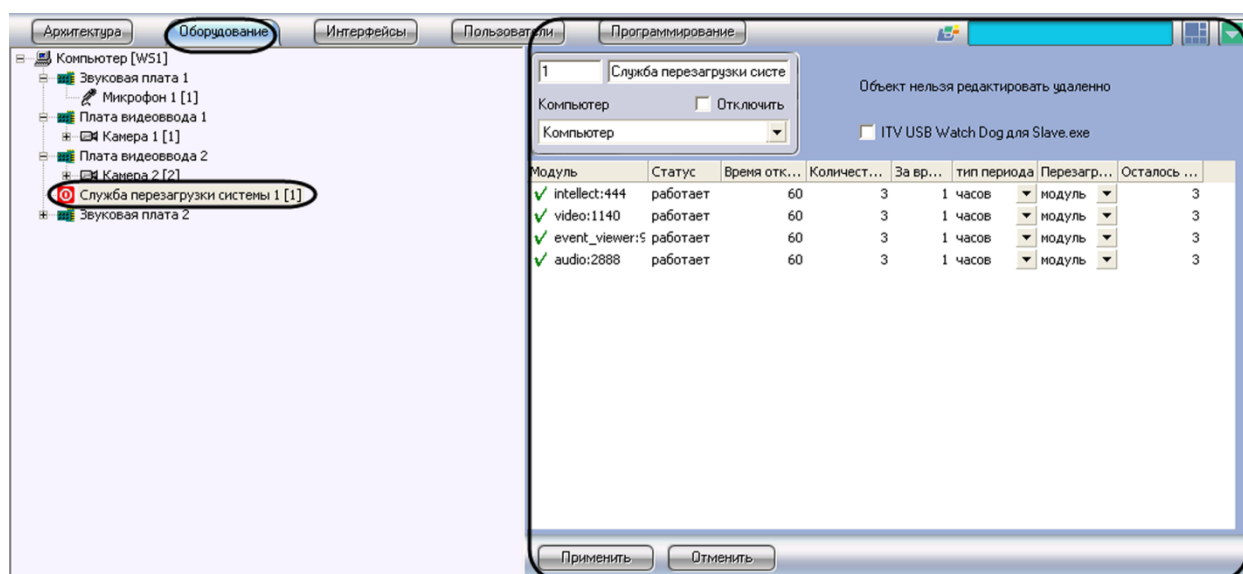 Архитектура Оборудование Интерфейсы Пользователи Программирование
Компьютер [WS1]
Звуковая плата 1
Микрофон 1 [1]
Плата видеоввода 1
Камера 1 [1]
Плата видеоввода 2
Камера 2 [2]
Служба перезагрузки системы 1 [1]
Звуковая плата 2
1 Служба перезагрузки систе
Компьютер Отключить
Компьютер
Объект нельзя редактировать удаленно
ITV USB Watch Dog для Slave.exe
Модуль Статус Время отк... Количест... За вр... тип периода Перезагр... Осталось ...
intellect:444 работает 60 3 1 часов модуль 3
video:1140 работает 60 3 1 часов модуль 3
event_viewer:9 работает 60 3 1 часов модуль 3
audio:2888 работает 60 3 1 часов модуль 3
Применить Отменить